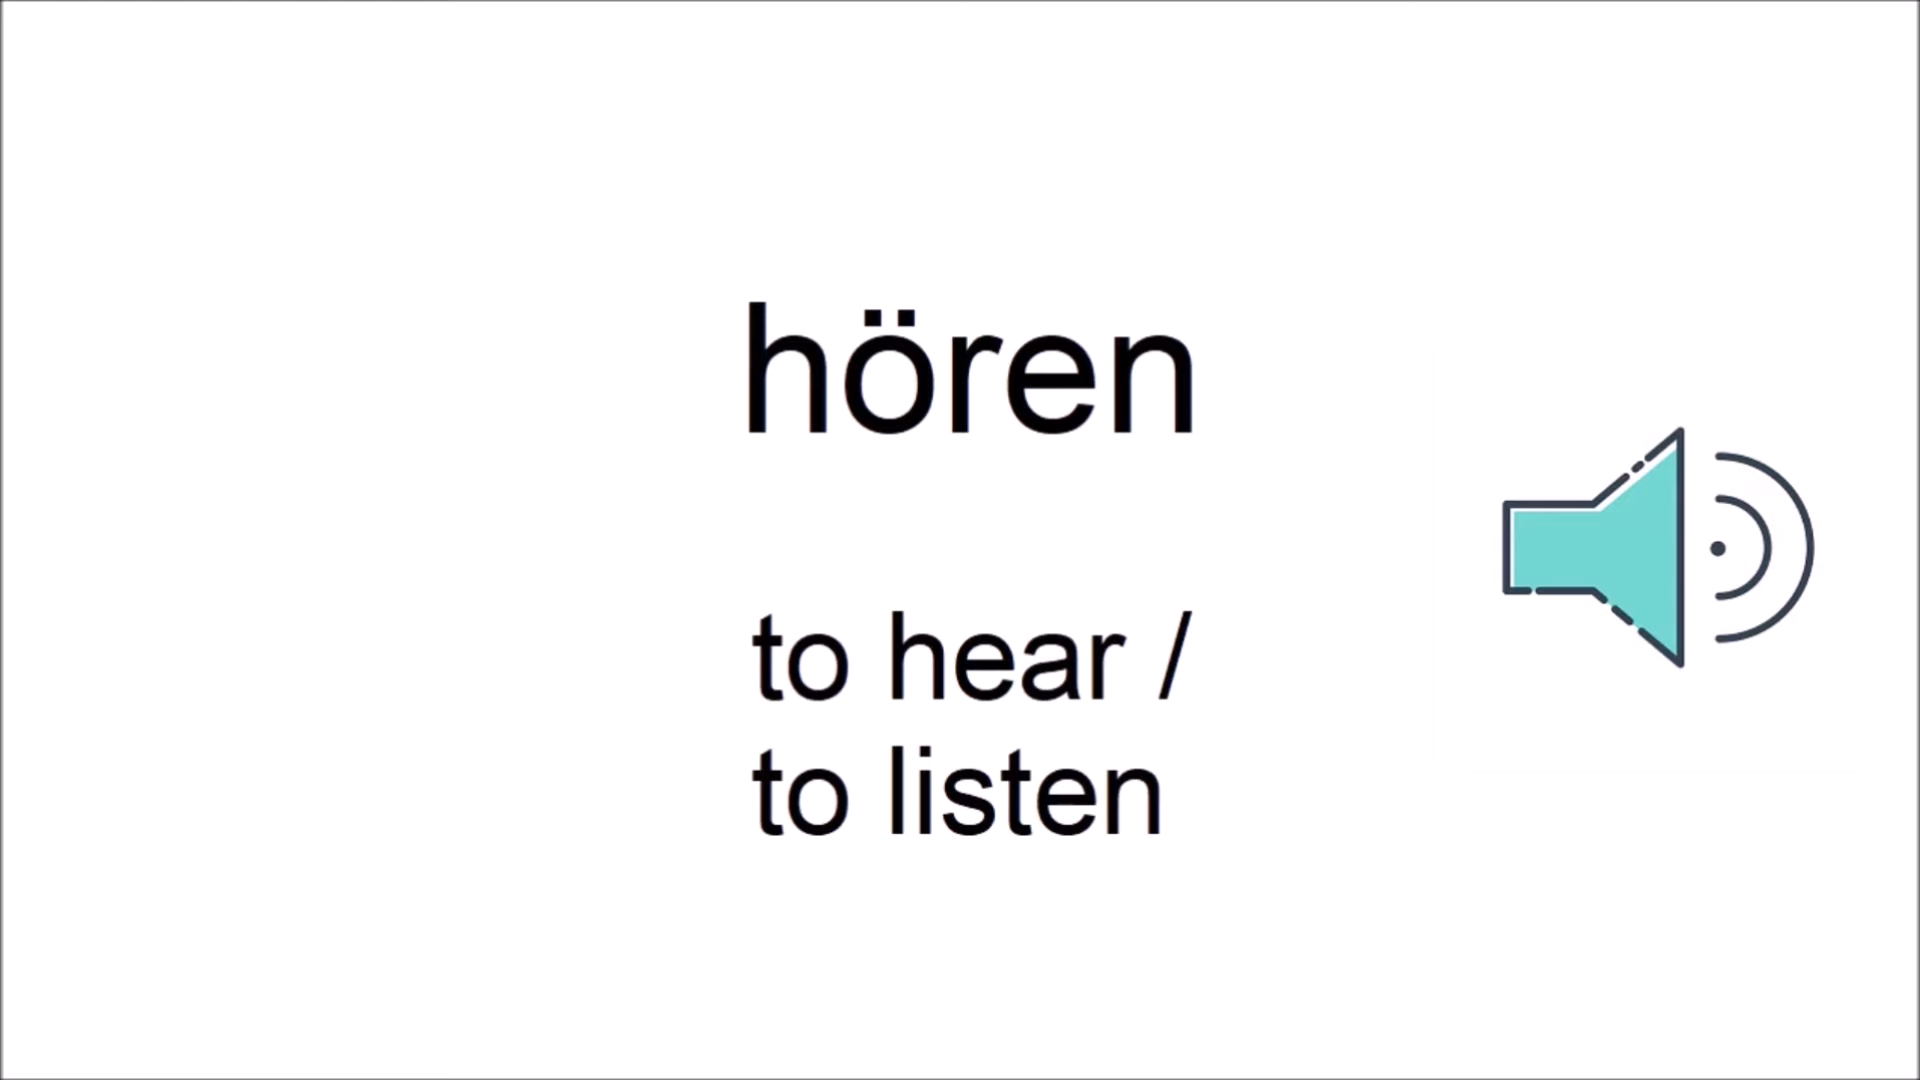 hören
to hear /
to listen